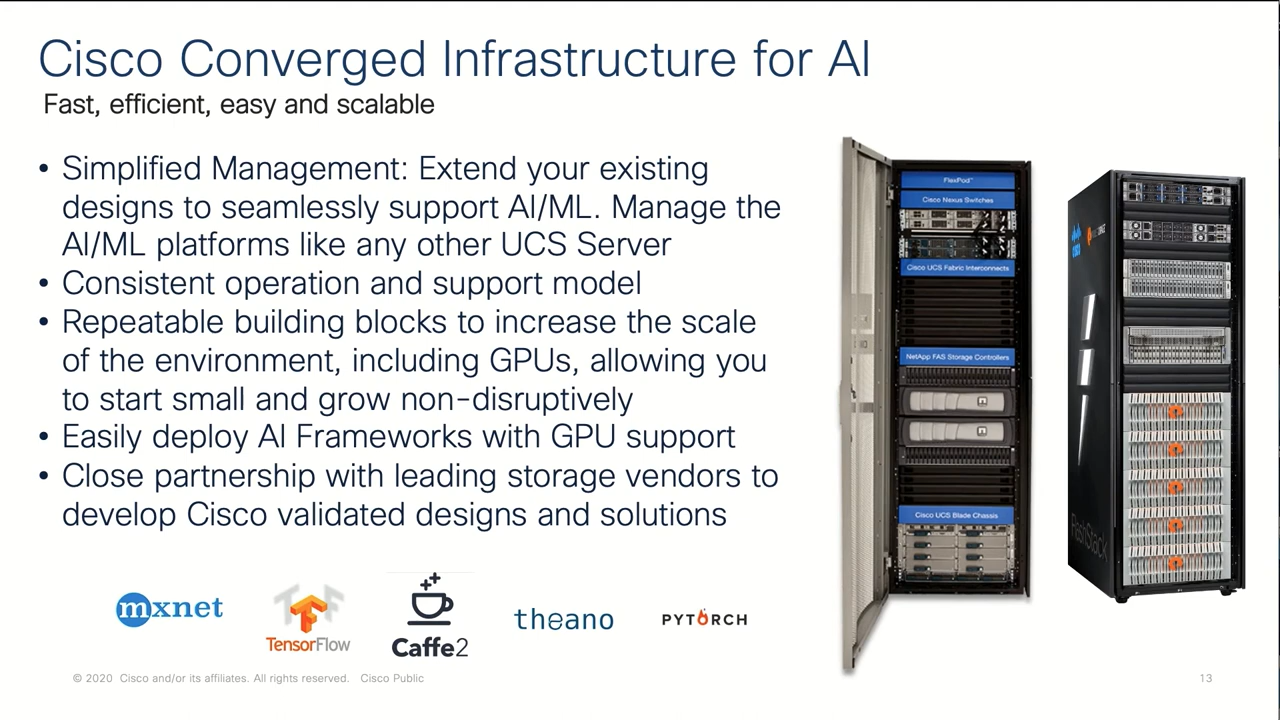 Cisco Converged Infrastructure for AI
Fast, efficient, easy and scalable
• Simplified Management: Extend your existing
designs to seamlessly support AI/ML. Manage the
AI/ML platforms like any other UCS Server
• Consistent operation and support model
• Repeatable building blocks to increase the scale
of the environment, including GPUs, allowing you
to start small and grow non-disruptively
• Easily deploy AI Frameworks with GPU support
• Close partnership with leading storage vendors to
develop Cisco validated designs and solutions
FlexPod™
Cisco Nexus Switches
Cisco UCS Fabric Interconnects
NetApp FAS Storage Controllers
Cisco UCS Blade Chassis
CISCO
FlashStack
mxnet
TensorFlow
Caffe2
theano
PYTORCH
© 2020 Cisco and/or its affiliates. All rights reserved. Cisco Public
13